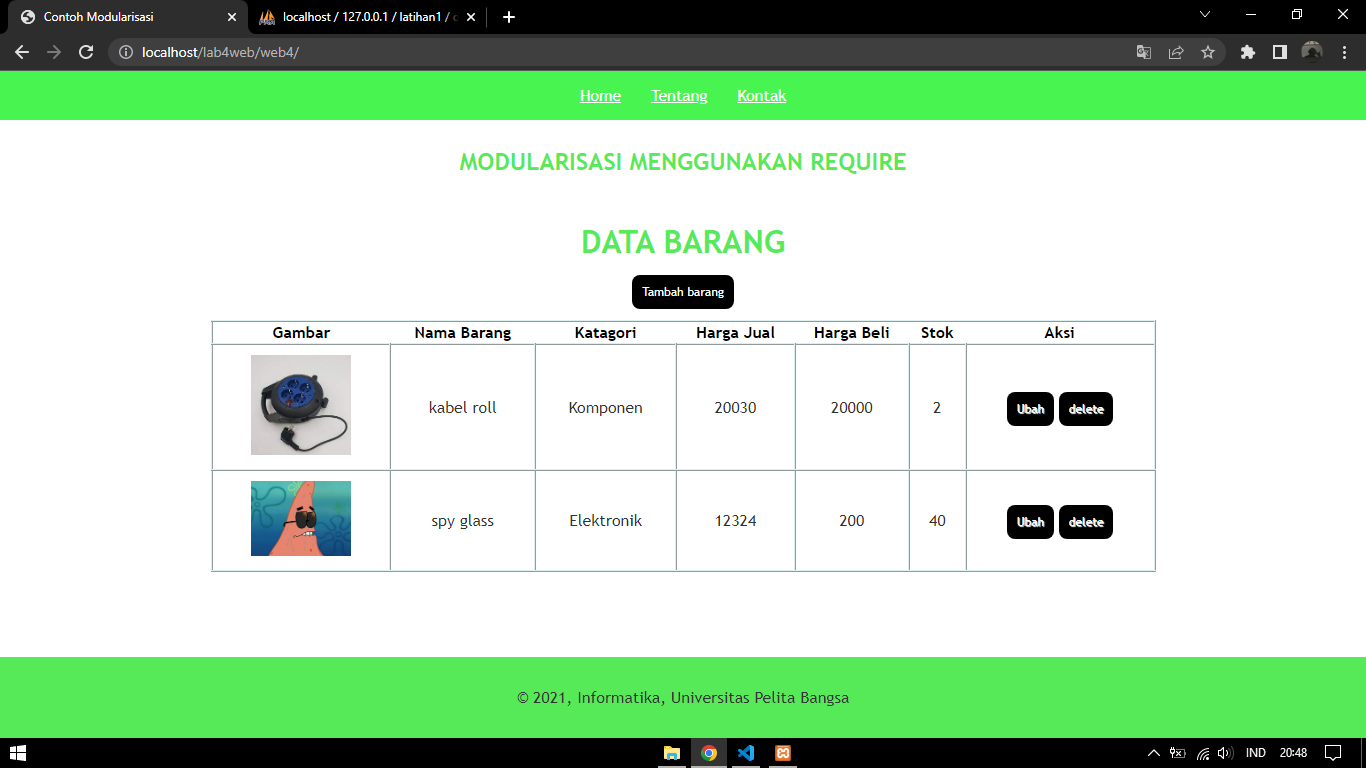 Contoh Modularisasi
localhost / 127.0.0.1 / latihan1 /
localhost/lab4web/web4/
Home Tentang Kontak
MODULARISASI MENGGUNAKAN REQUIRE
DATA BARANG
Tambah barang
Gambar Nama Barang Katagori Harga Jual Harga Beli Stok Aksi
kabel roll Komponen 20030 20000 2 Ubah delete
spy glass Elektronik 12324 200 40 Ubah delete
© 2021, Informatika, Universitas Pelita Bangsa
IND 20:48